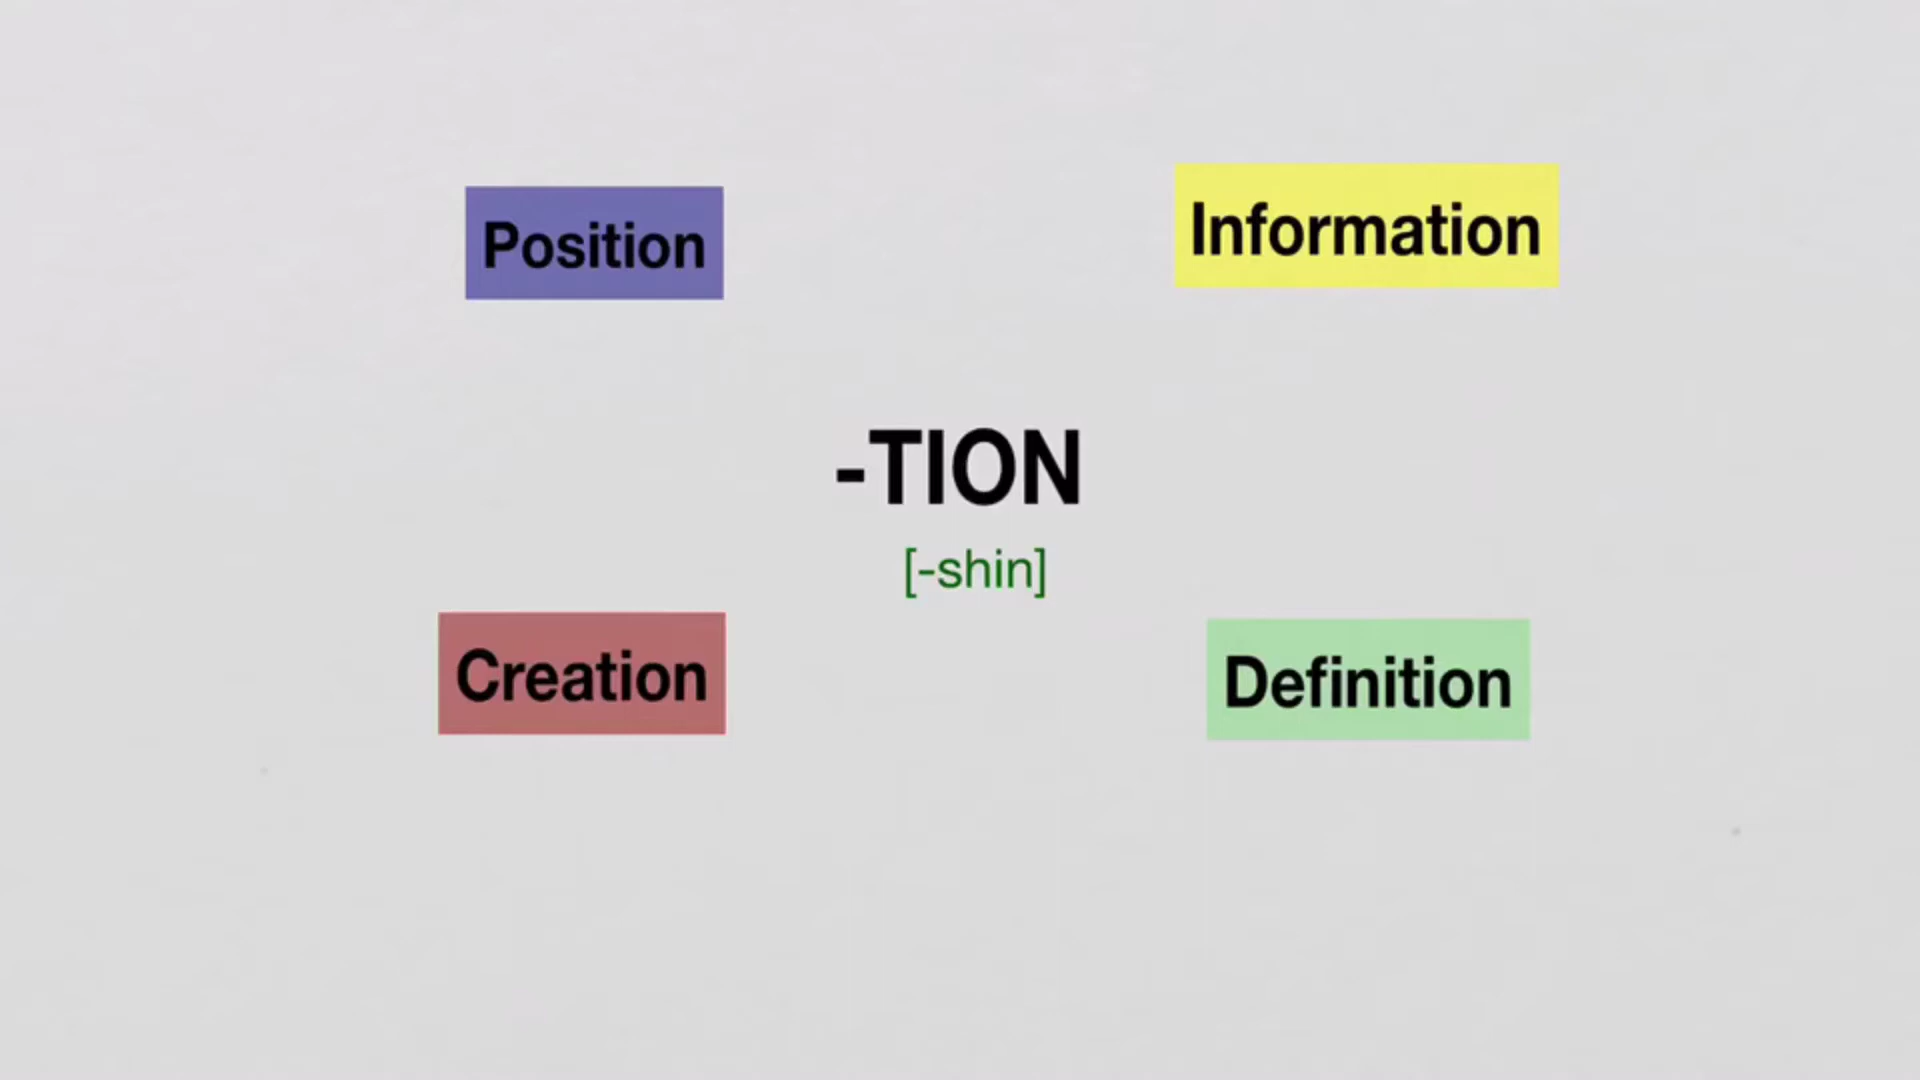 Position
Information
-TION
[-shin]
Creation
Definition